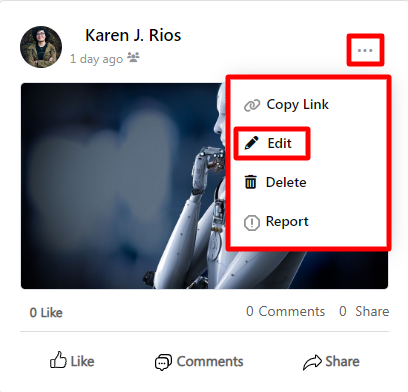 Karen J. Rios
1 day ago
Copy Link
Edit
Delete
Report
0 Like 0 Comments 0 Share
Like Comments Share